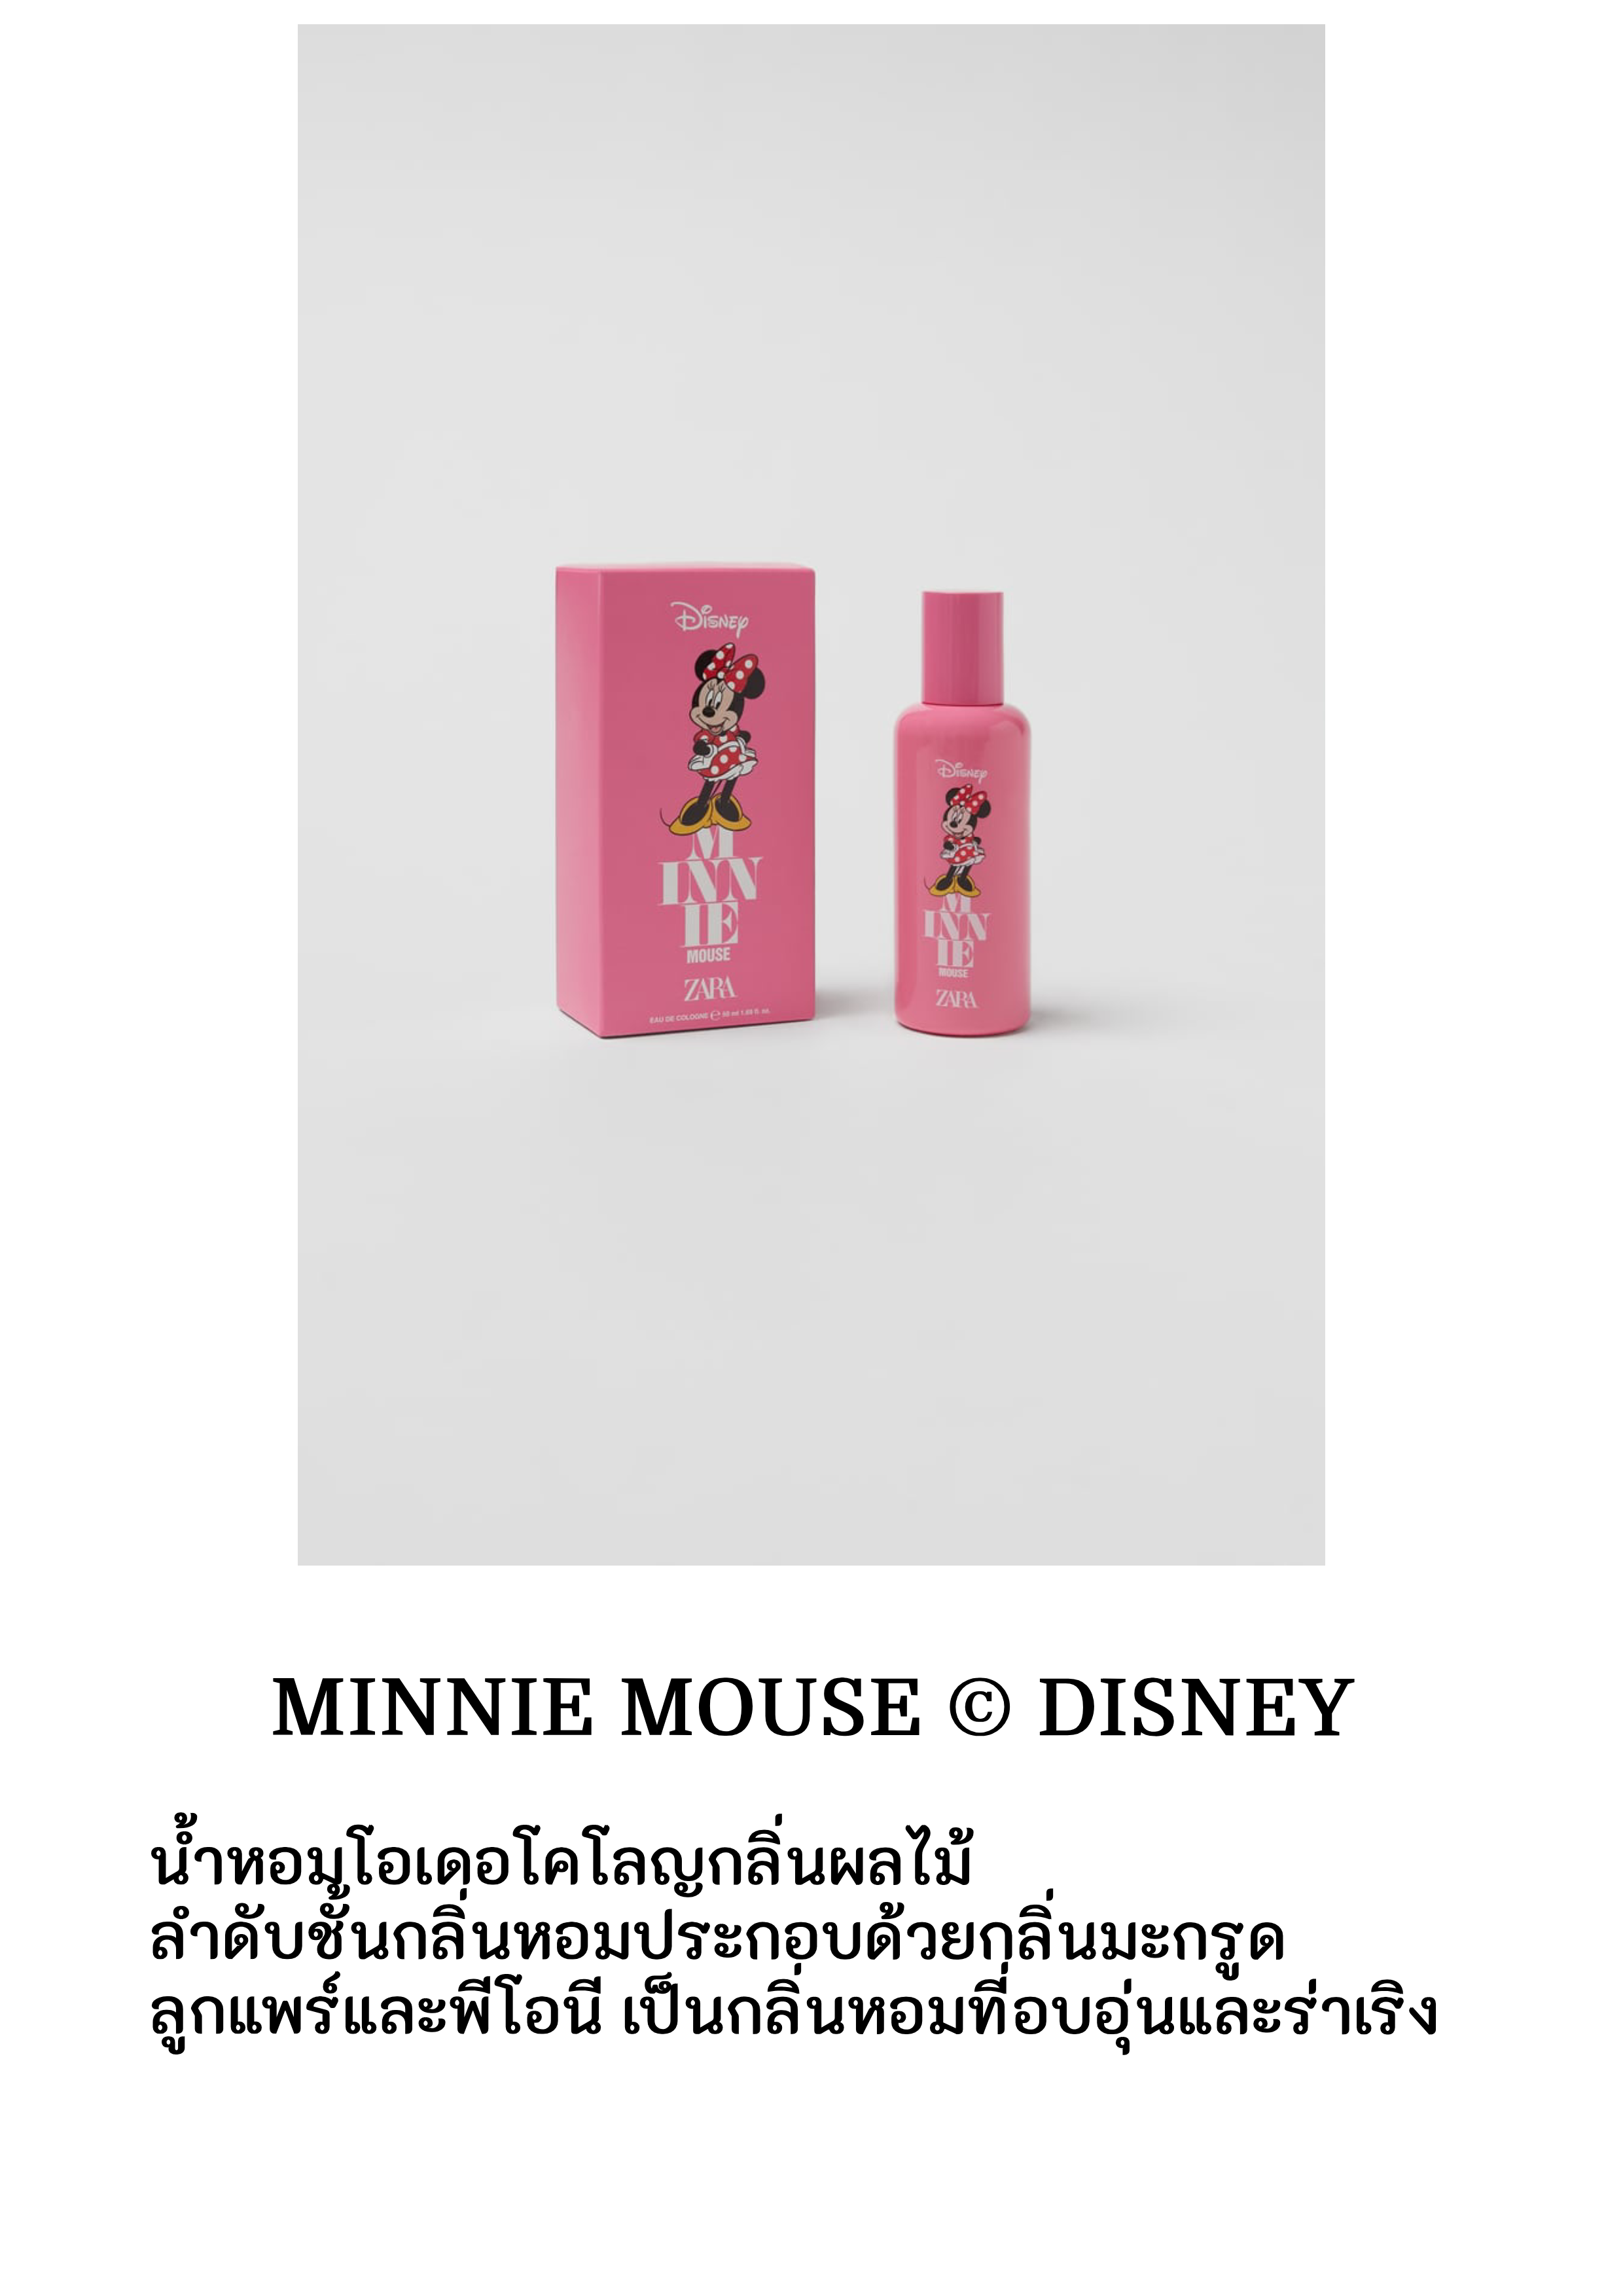 Disney
M
INN
IE
MOUSE
ZARA
EAU DE COLOGNE ℮ 50 ml 1.69 fl. oz.
Disney
M
INN
IE
MOUSE
ZARA
MINNIE MOUSE © DISNEY
น้ำหอมโอเดอโคโลญกลิ่นผลไม้
ลำดับชั้นกลิ่นหอมประกอบด้วยกลิ่นมะกรูด
ลูกแพร์และพีโอนี เป็นกลิ่นหอมที่อบอุ่นและร่าเริง